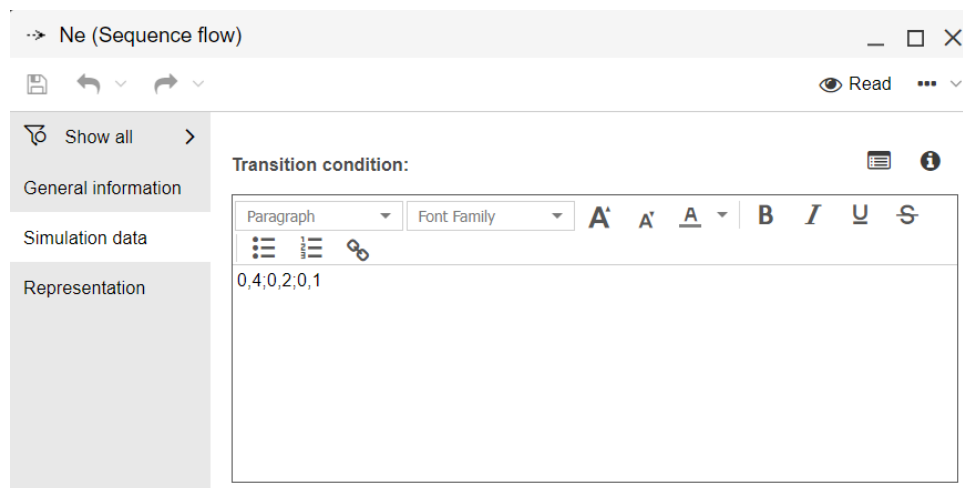 Ne (Sequence flow)
Read
Show all
General information
Simulation data
Representation
Transition condition:
Paragraph
Font Family
A A A B I U S
0,4;0,2;0,1